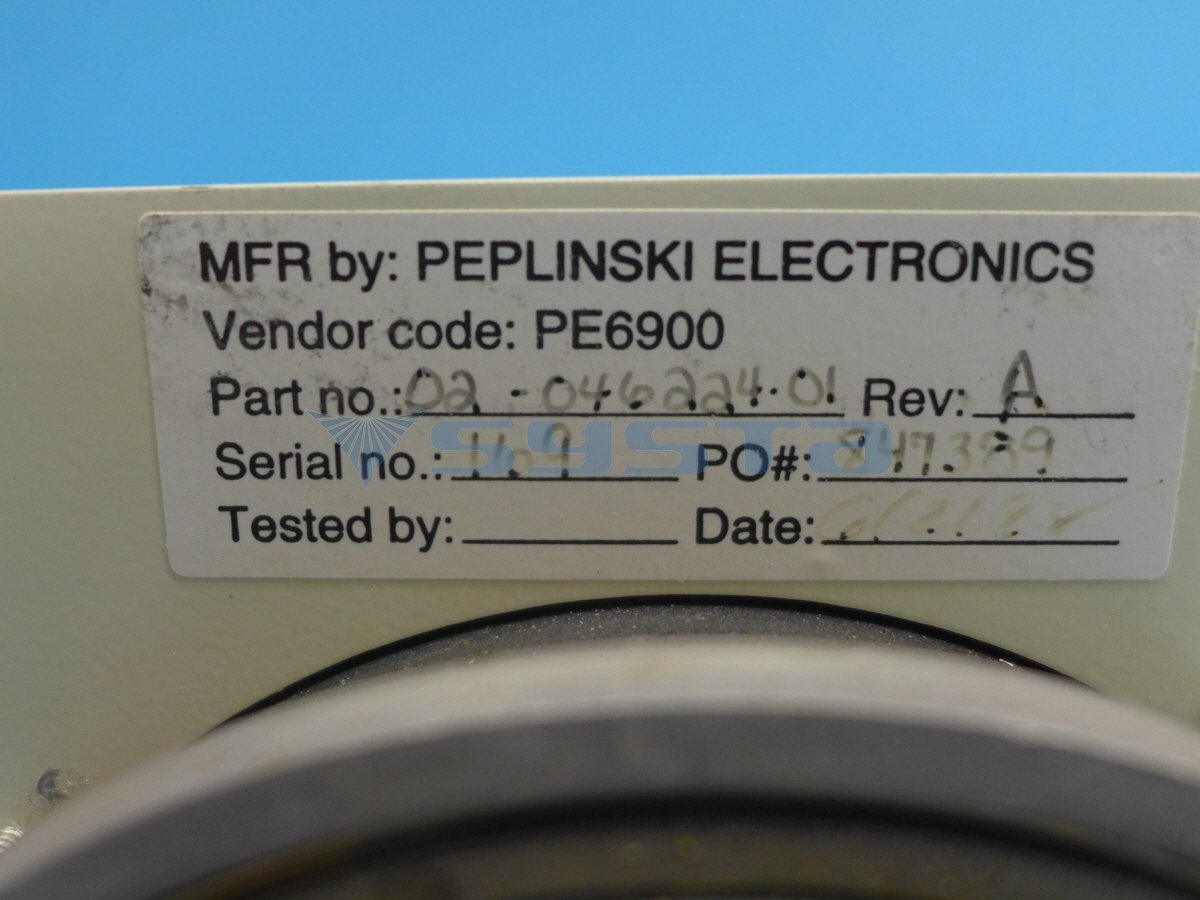 MFR by: PEPLINSKI ELECTRONICS
Vendor code: PE6900
Part no.: 02-046224-01 Rev: A
Serial no.: 169 PO#: 847389
systa
Tested by: Date: